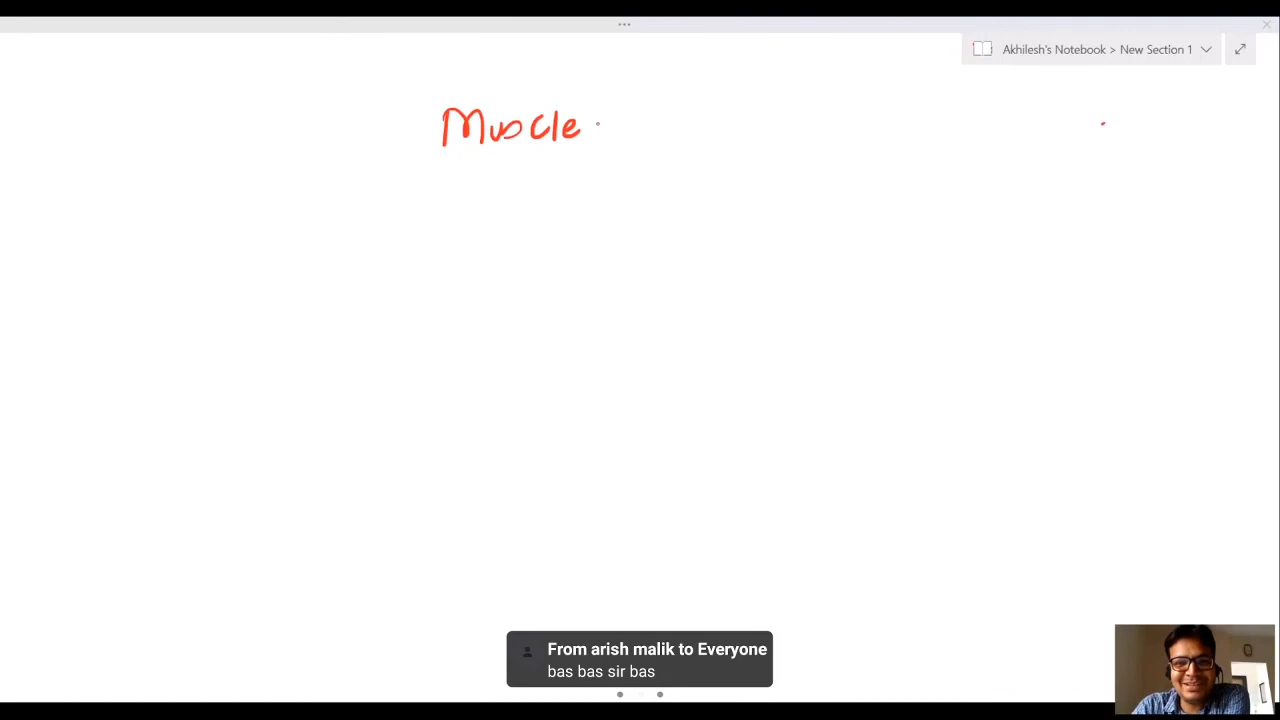 Akhilesh's Notebook > New Section 1
Muscle
From arish malik to Everyone
bas bas sir bas